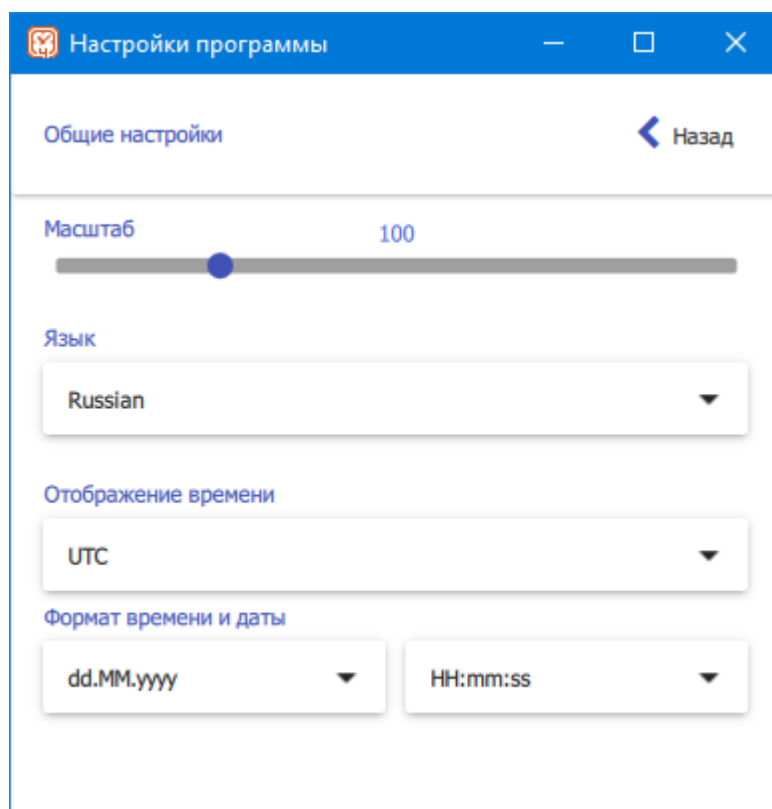 Настройки программы
Общие настройки
Назад
Масштаб
100
Язык
Russian
Отображение времени
UTC
Формат времени и даты
dd.MM.yyyy
HH:mm:ss